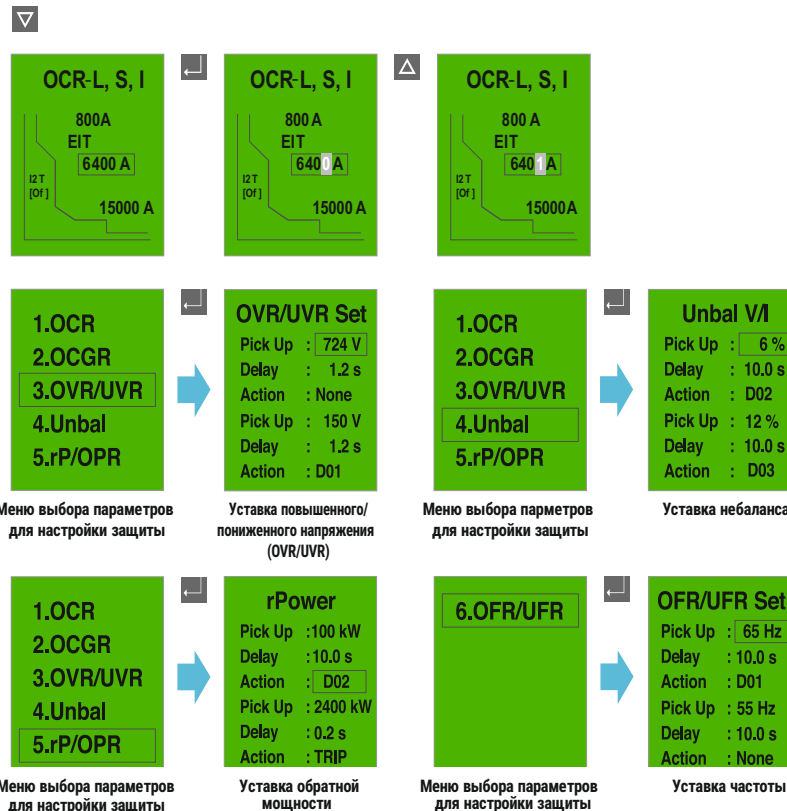 OCR-L, S, I
800A
EIT
6400 A
I2 T
[Of ]
15000 A
OCR-L, S, I
800 A
EIT
6400 A
I2 T
[Of ]
15000 A
OCR-L, S, I
800 A
EIT
6401 A
I2 T
[Of ]
15000 A
1.OCR
2.OCGR
3.OVR/UVR
4.Unbal
5.rP/OPR
Меню выбора параметров
для настройки защиты
OVR/UVR Set
Pick Up : 724 V
Delay : 1.2 s
Action : None
Pick Up : 150 V
Delay : 1.2 s
Action : D01
Уставка повышенного/
пониженного напряжения
(OVR/UVR)
1.OCR
2.OCGR
3.OVR/UVR
4.Unbal
5.rP/OPR
Меню выбора парметров
для настройки защиты
Unbal V/I
Pick Up : 6 %
Delay : 10.0 s
Action : D02
Pick Up : 12 %
Delay : 10.0 s
Action : D03
Уставка небаланса
1.OCR
2.OCGR
3.OVR/UVR
4.Unbal
5.rP/OPR
Меню выбора параметров
для настройки защиты
rPower
Pick Up :100 kW
Delay :10.0 s
Action : D02
Pick Up : 2400 kW
Delay : 0.2 s
Action : TRIP
Уставка обратной
мощности
6.OFR/UFR
Меню выбора параметров
для настройки защиты
OFR/UFR Set
Pick Up : 65 Hz
Delay : 10.0 s
Action : D01
Pick Up : 55 Hz
Delay : 10.0 s
Action : None
Уставка частоты